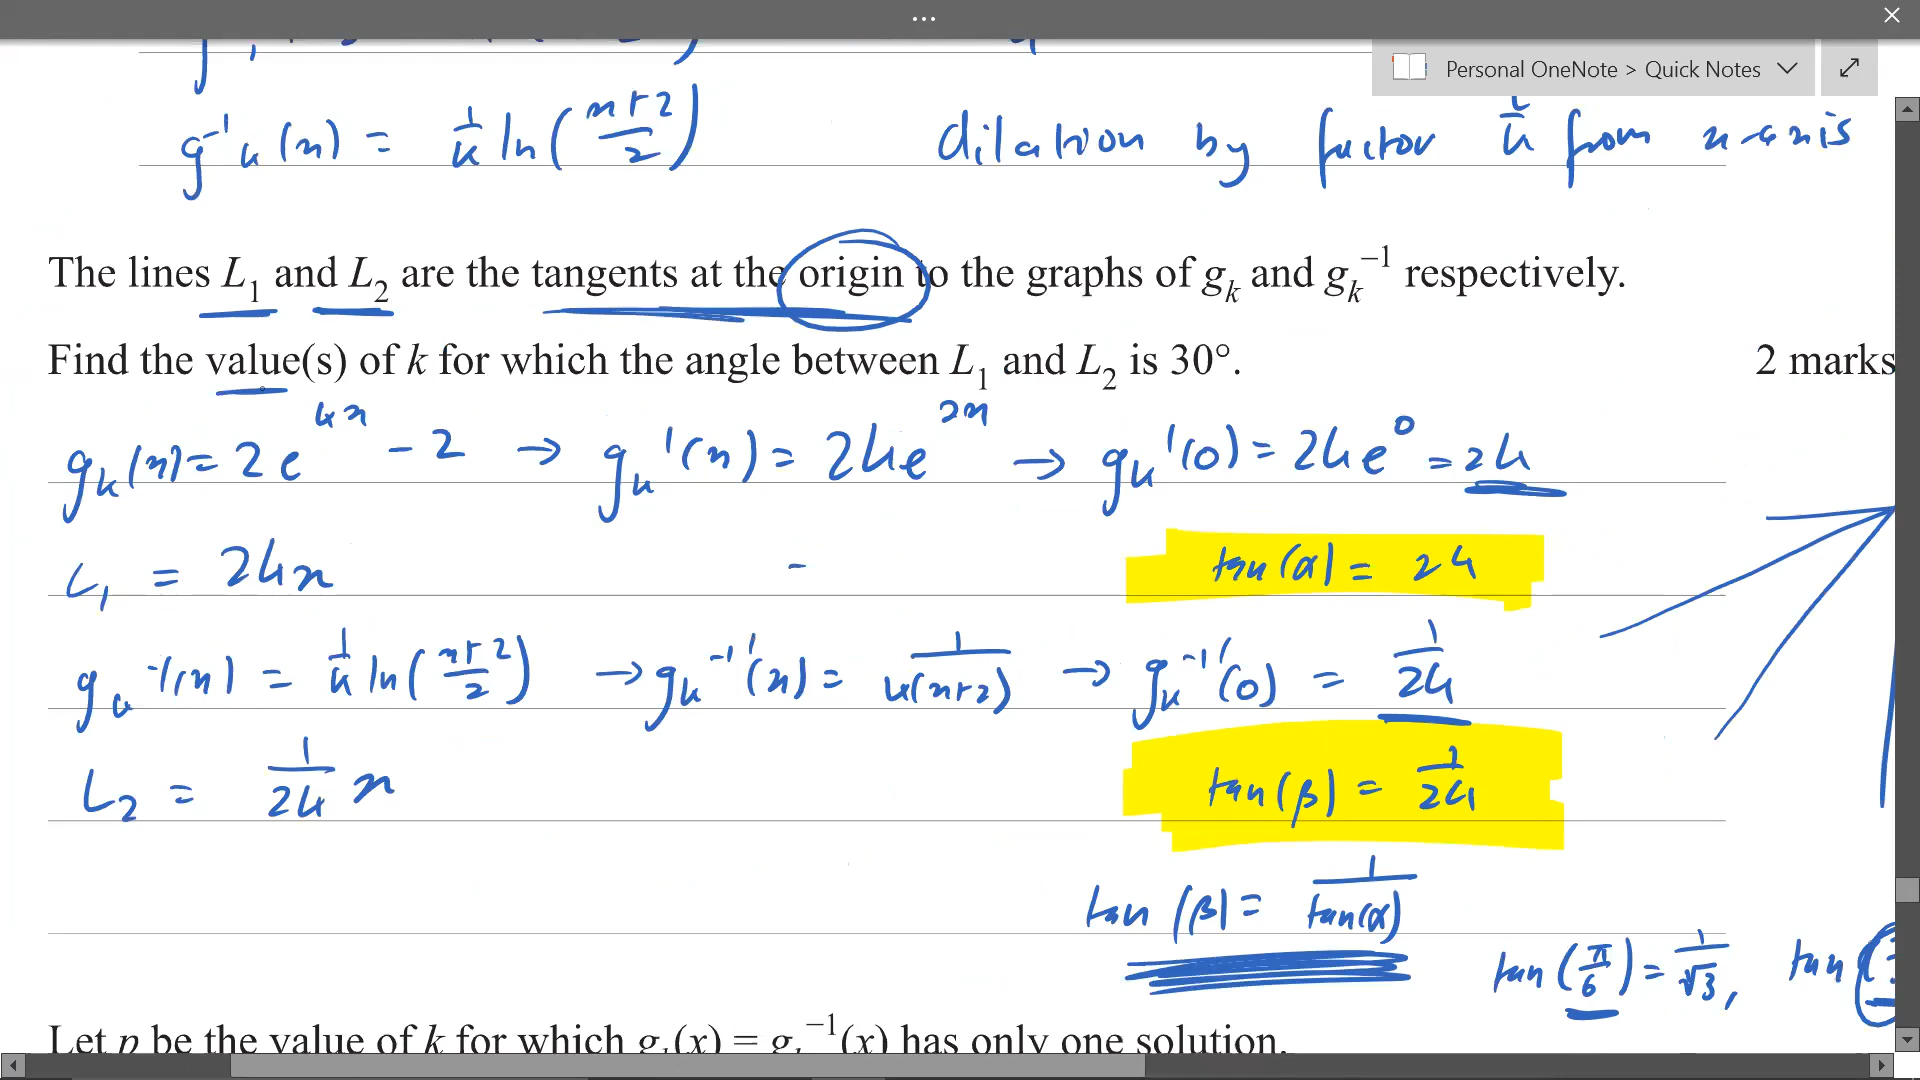 Personal OneNote > Quick Notes
g⁻¹k(x) = 1/k ln((x+2)/2) dilation by factor 1/k from x-axis
The lines L₁ and L₂ are the tangents at the origin to the graphs of gₖ and gₖ⁻¹ respectively.
Find the value(s) of k for which the angle between L₁ and L₂ is 30°. 2 marks
gk(x) = 2e^(kx) - 2 → gk'(x) = 2ke^(2x) → gk'(0) = 2ke⁰ = 2k
L₁ = 2kx - tan(α) = 2k
gk⁻¹(x) = 1/k ln((x+2)/2) → gk⁻¹'(x) = 1/(k(x+2)) → gk⁻¹'(0) = 1/2k
L₂ = 1/2k x tan(β) = 1/2k
tan(β) = 1/tan(α)
tan(π/6) = 1/√3, tan
Let p be the value of k for which gₖ(x) = gₖ⁻¹(x) has only one solution.